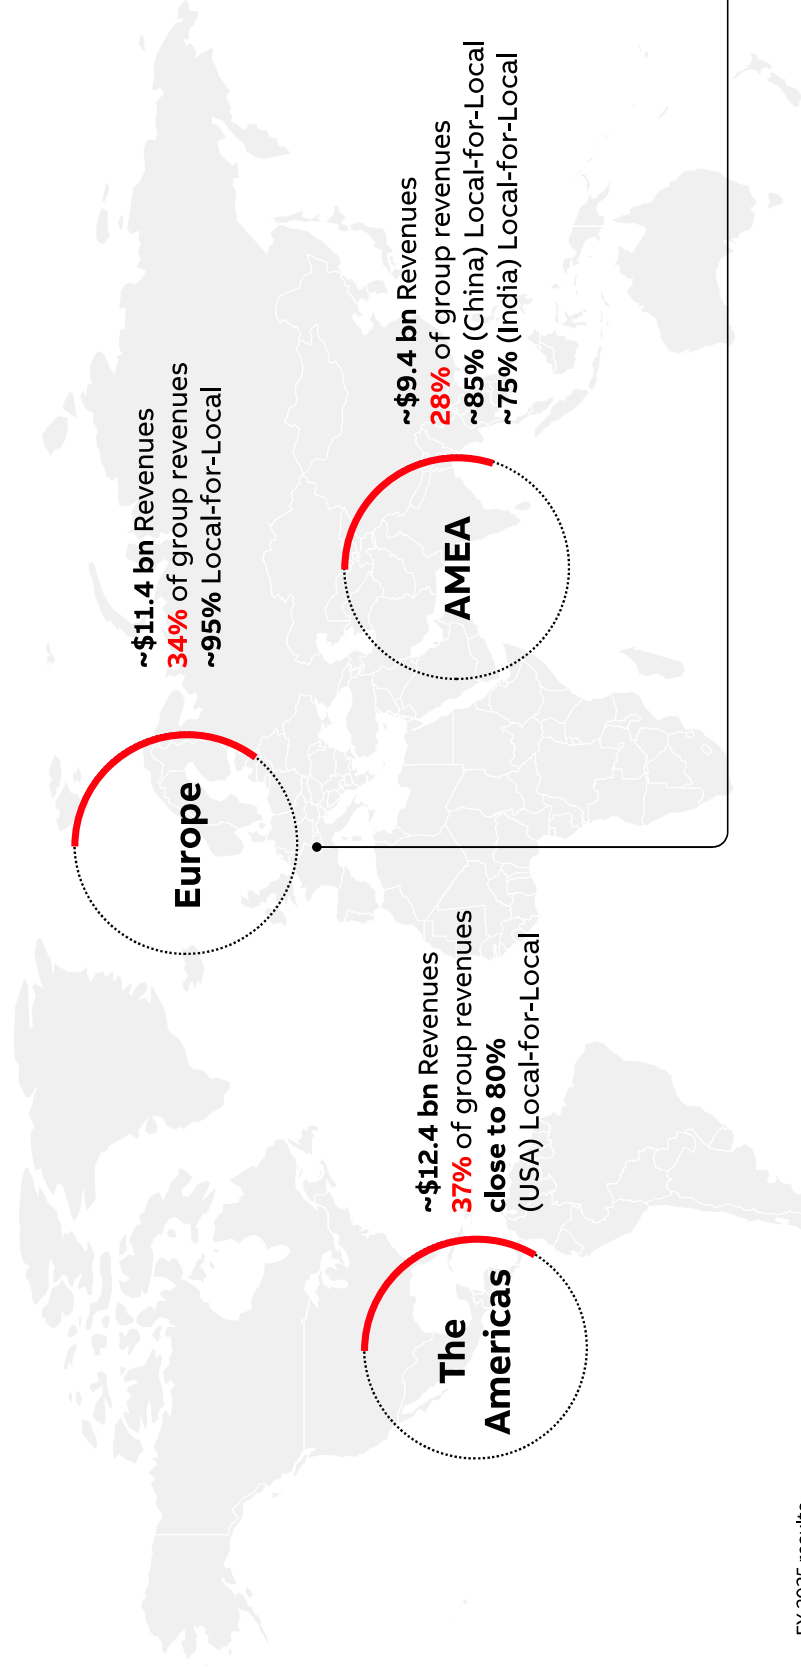 Europe
~$11.4 bn Revenues
34% of group revenues
~95% Local-for-Local
AMEA
~$9.4 bn Revenues
28% of group revenues
~85% (China) Local-for-Local
~75% (India) Local-for-Local
The
Americas
~$12.4 bn Revenues
37% of group revenues
close to 80%
(USA) Local-for-Local